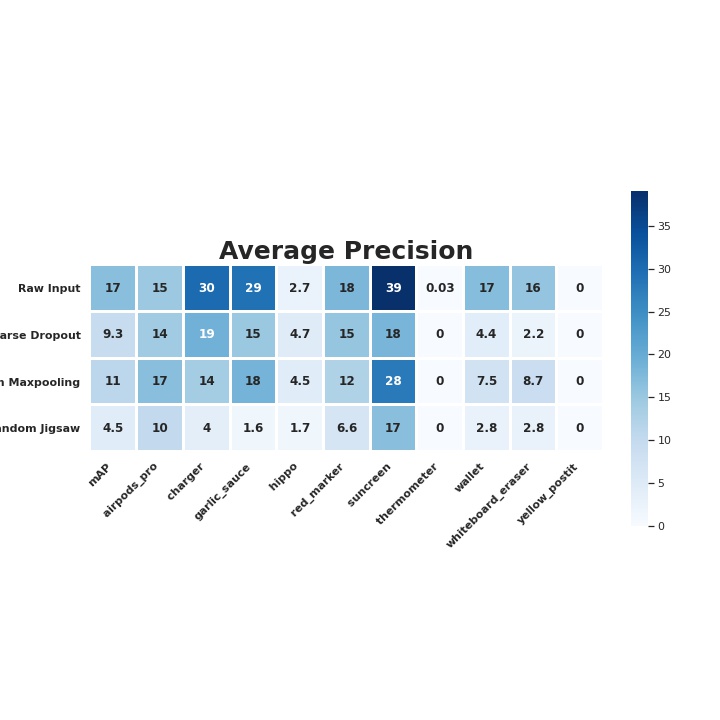 Average Precision
Raw Input 17 15 30 29 2.7 18 39 0.03 17 16 0
Dropout 9.3 14 19 15 4.7 15 18 0 4.4 2.2 0
Maxpooling 11 17 14 18 4.5 12 28 0 7.5 8.7 0
Jigsaw 4.5 10 4 1.6 1.7 6.6 17 0 2.8 2.8 0
mAP airpods_pro charger garlic_sauce hippo red_marker suncreen thermometer wallet whiteboard_eraser yellow_postit
35
30
25
20
15
10
5
0